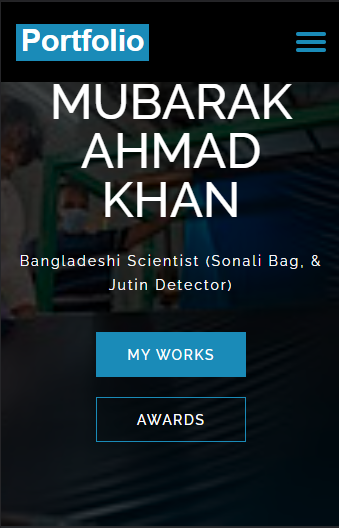 Portfolio
MUBARAK
AHMAD
KHAN
Bangladeshi Scientist (Sonali Bag, &
Jutin Detector)
MY WORKS
AWARDS